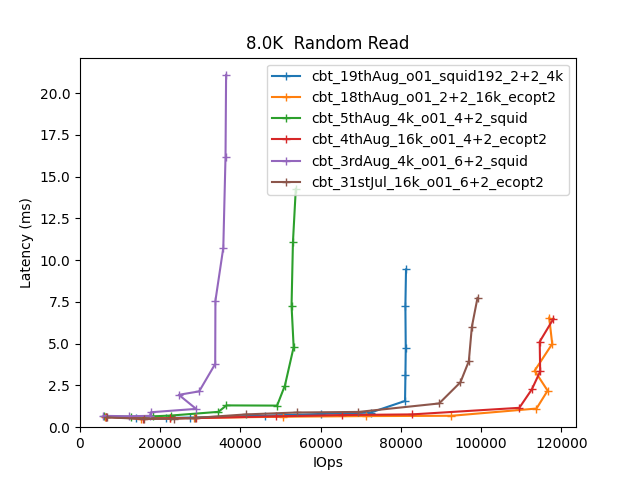 8.0K  Random Read
cbt_19thAug_o01_squid192_2+2_4k
cbt_18thAug_o01_2+2_16k_ecopt2
cbt_5thAug_4k_o01_4+2_squid
cbt_4thAug_16k_o01_4+2_ecopt2
cbt_3rdAug_4k_o01_6+2_squid
cbt_31stJul_16k_o01_6+2_ecopt2
Latency (ms)
20.0
17.5
15.0
12.5
10.0
7.5
5.0
2.5
0.0
0 20000 40000 60000 80000 100000 120000
IOps